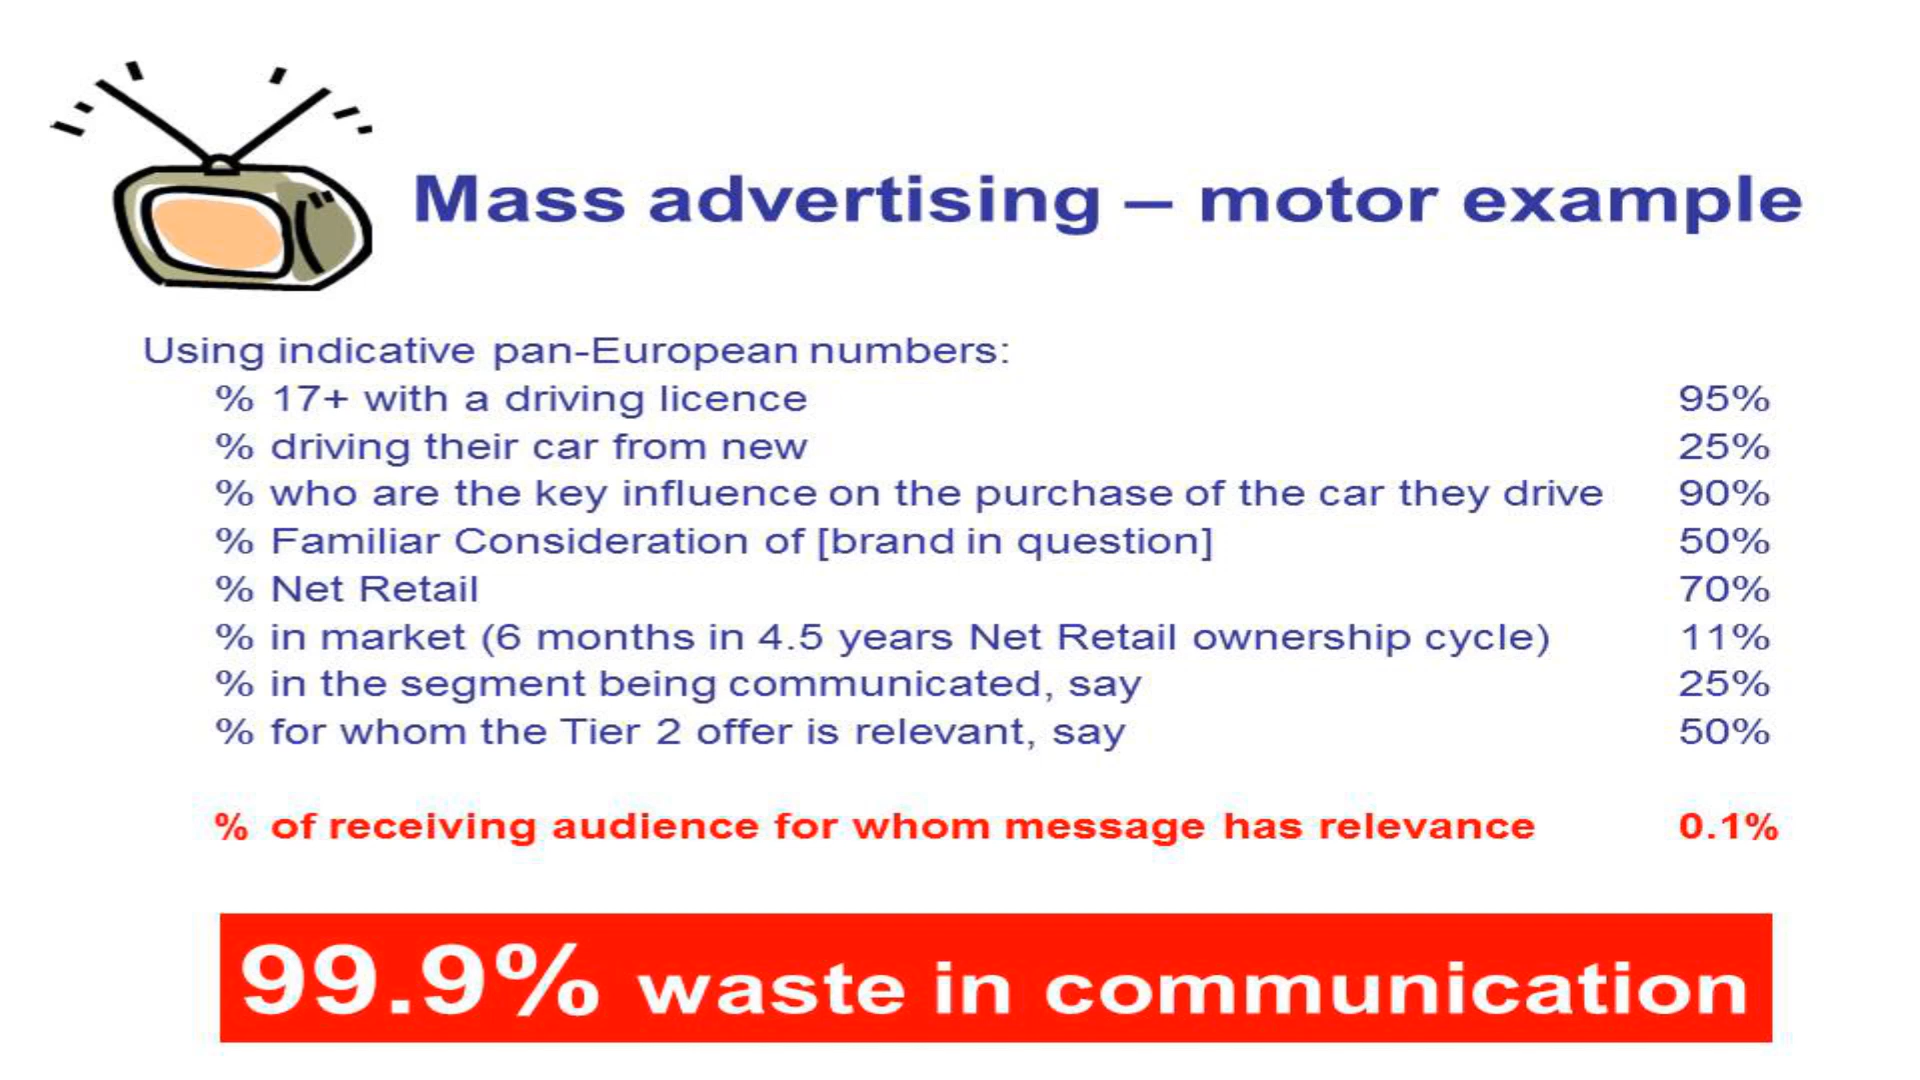 Mass advertising – motor example
Using indicative pan-European numbers:
% 17+ with a driving licence 95%
% driving their car from new 25%
% who are the key influence on the purchase of the car they drive 90%
% Familiar Consideration of [brand in question] 50%
% Net Retail 70%
% in market (6 months in 4.5 years Net Retail ownership cycle) 11%
% in the segment being communicated, say 25%
% for whom the Tier 2 offer is relevant, say 50%
% of receiving audience for whom message has relevance 0.1%
99.9% waste in communication